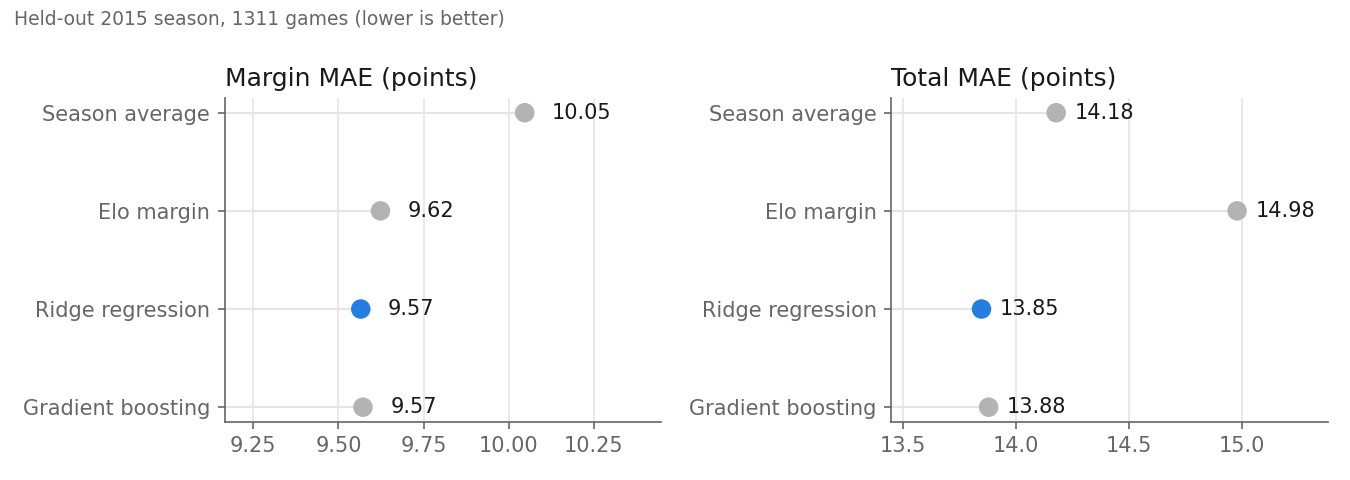 Held-out 2015 season, 1311 games (lower is better)
Margin MAE (points)
Season average 10.05
Elo margin 9.62
Ridge regression 9.57
Gradient boosting 9.57
9.25 9.50 9.75 10.00 10.25
Total MAE (points)
Season average 14.18
Elo margin 14.98
Ridge regression 13.85
Gradient boosting 13.88
13.5 14.0 14.5 15.0